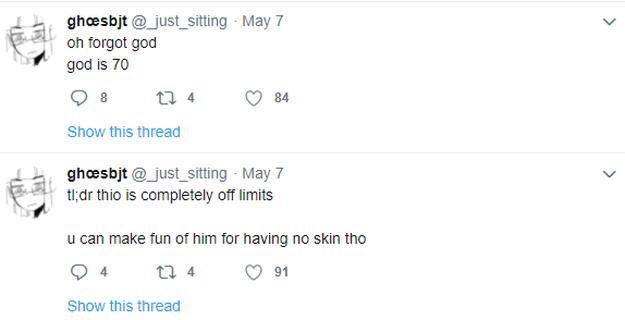 ghœsbjt @_just_sitting · May 7
oh forgot god
god is 70
8 4 84
Show this thread
ghœsbjt @_just_sitting · May 7
tl;dr thio is completely off limits
u can make fun of him for having no skin tho
4 4 91
Show this thread